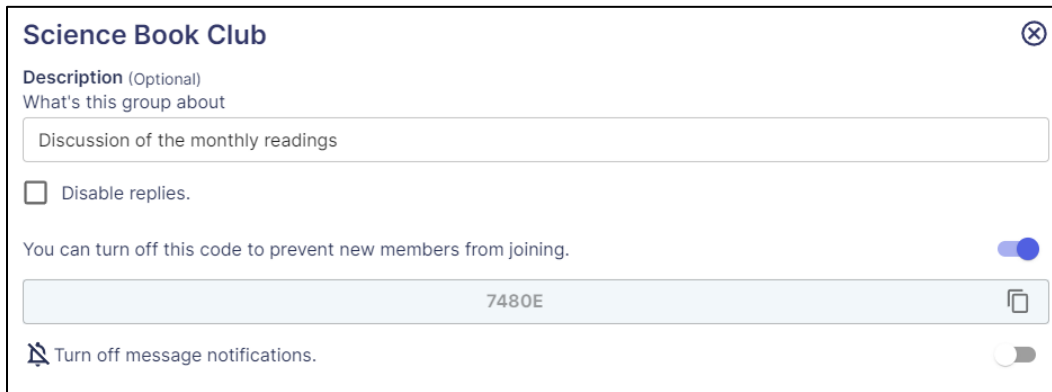 Science Book Club
Description (Optional)
What's this group about
Discussion of the monthly readings
Disable replies.
You can turn off this code to prevent new members from joining.
7480E
Turn off message notifications.